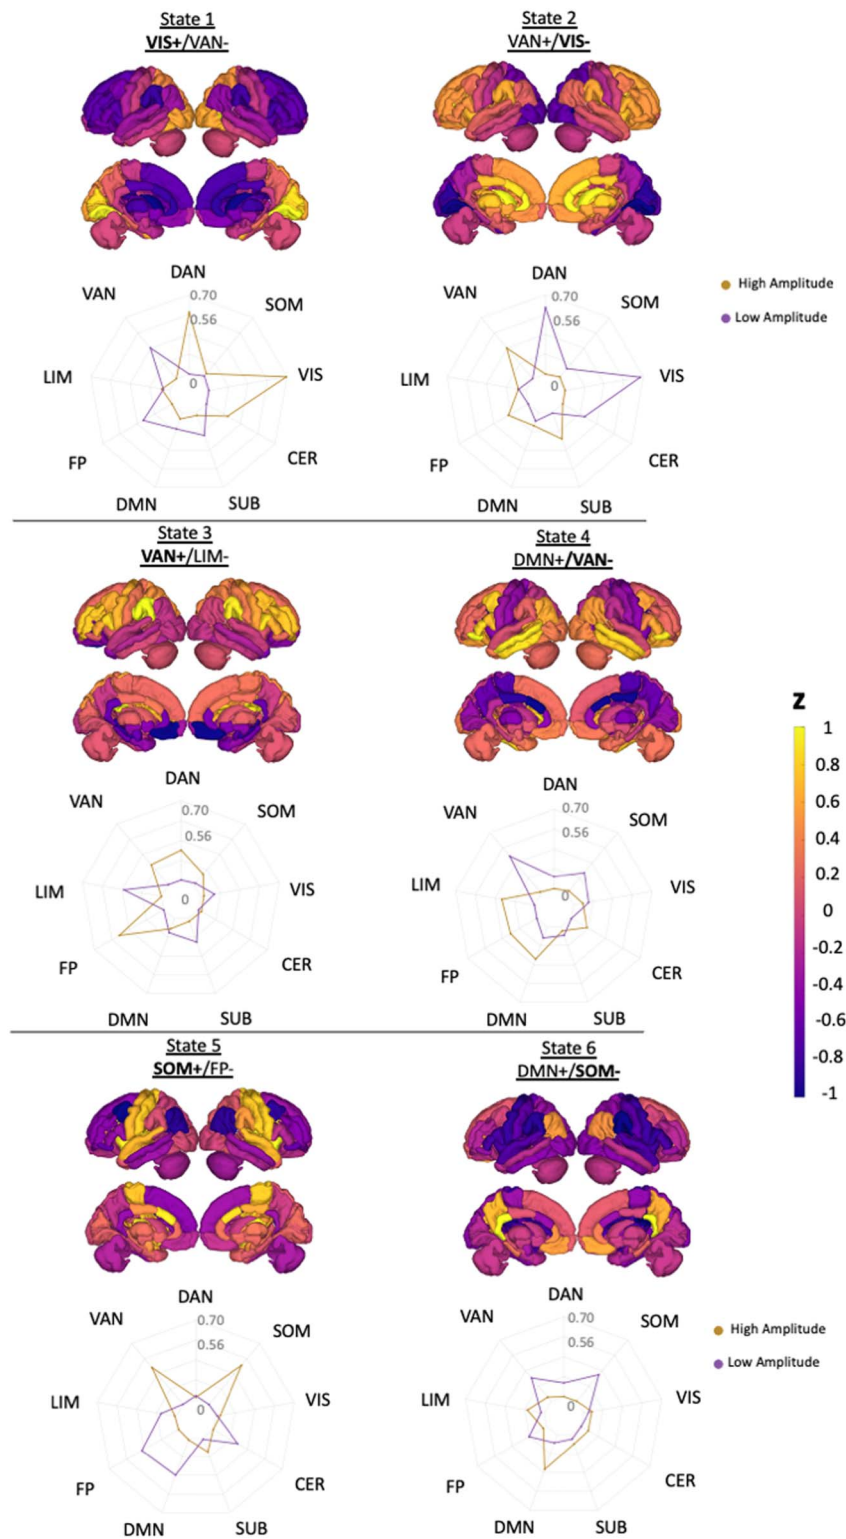 State 1
VIS+/VAN-
State 2
VAN+/VIS-
DAN
SOM
VIS
CER
SUB
DMN
FP
LIM
VAN
0.70
0.56
0
DAN
SOM
VIS
CER
SUB
DMN
FP
LIM
VAN
0.70
0.56
0
High Amplitude
Low Amplitude
State 3
VAN+/LIM-
State 4
DMN+/VAN-
DAN
SOM
VIS
CER
SUB
DMN
FP
LIM
VAN
0.70
0.56
0
DAN
SOM
VIS
CER
SUB
DMN
FP
LIM
VAN
0.70
0.56
0
z
1
0.8
0.6
0.4
0.2
0
-0.2
-0.4
-0.6
-0.8
-1
State 5
SOM+/FP-
State 6
DMN+/SOM-
DAN
SOM
VIS
CER
SUB
DMN
FP
LIM
VAN
0.70
0.56
0
DAN
SOM
VIS
CER
SUB
DMN
FP
LIM
VAN
0.70
0.56
0
High Amplitude
Low Amplitude